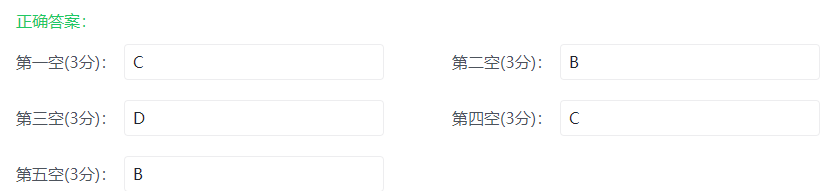 正确答案：
第一空(3分)： C 第二空(3分)： B
第三空(3分)： D 第四空(3分)： C
第五空(3分)： B